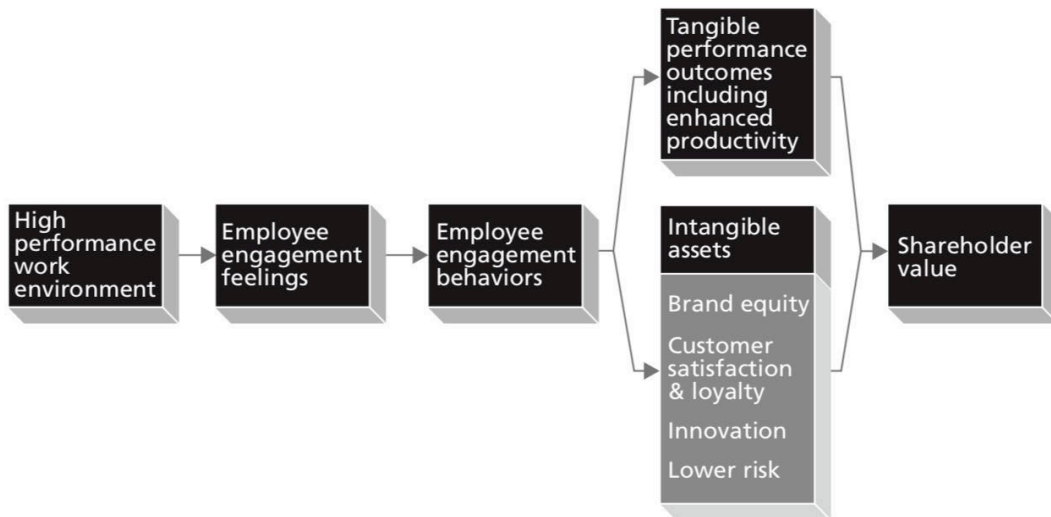 High
performance
work
environment
Employee
engagement
feelings
Employee
engagement
behaviors
Tangible
performance
outcomes
including
enhanced
productivity
Intangible
assets
Brand equity
Customer
satisfaction
& loyalty
Innovation
Lower risk
Shareholder
value